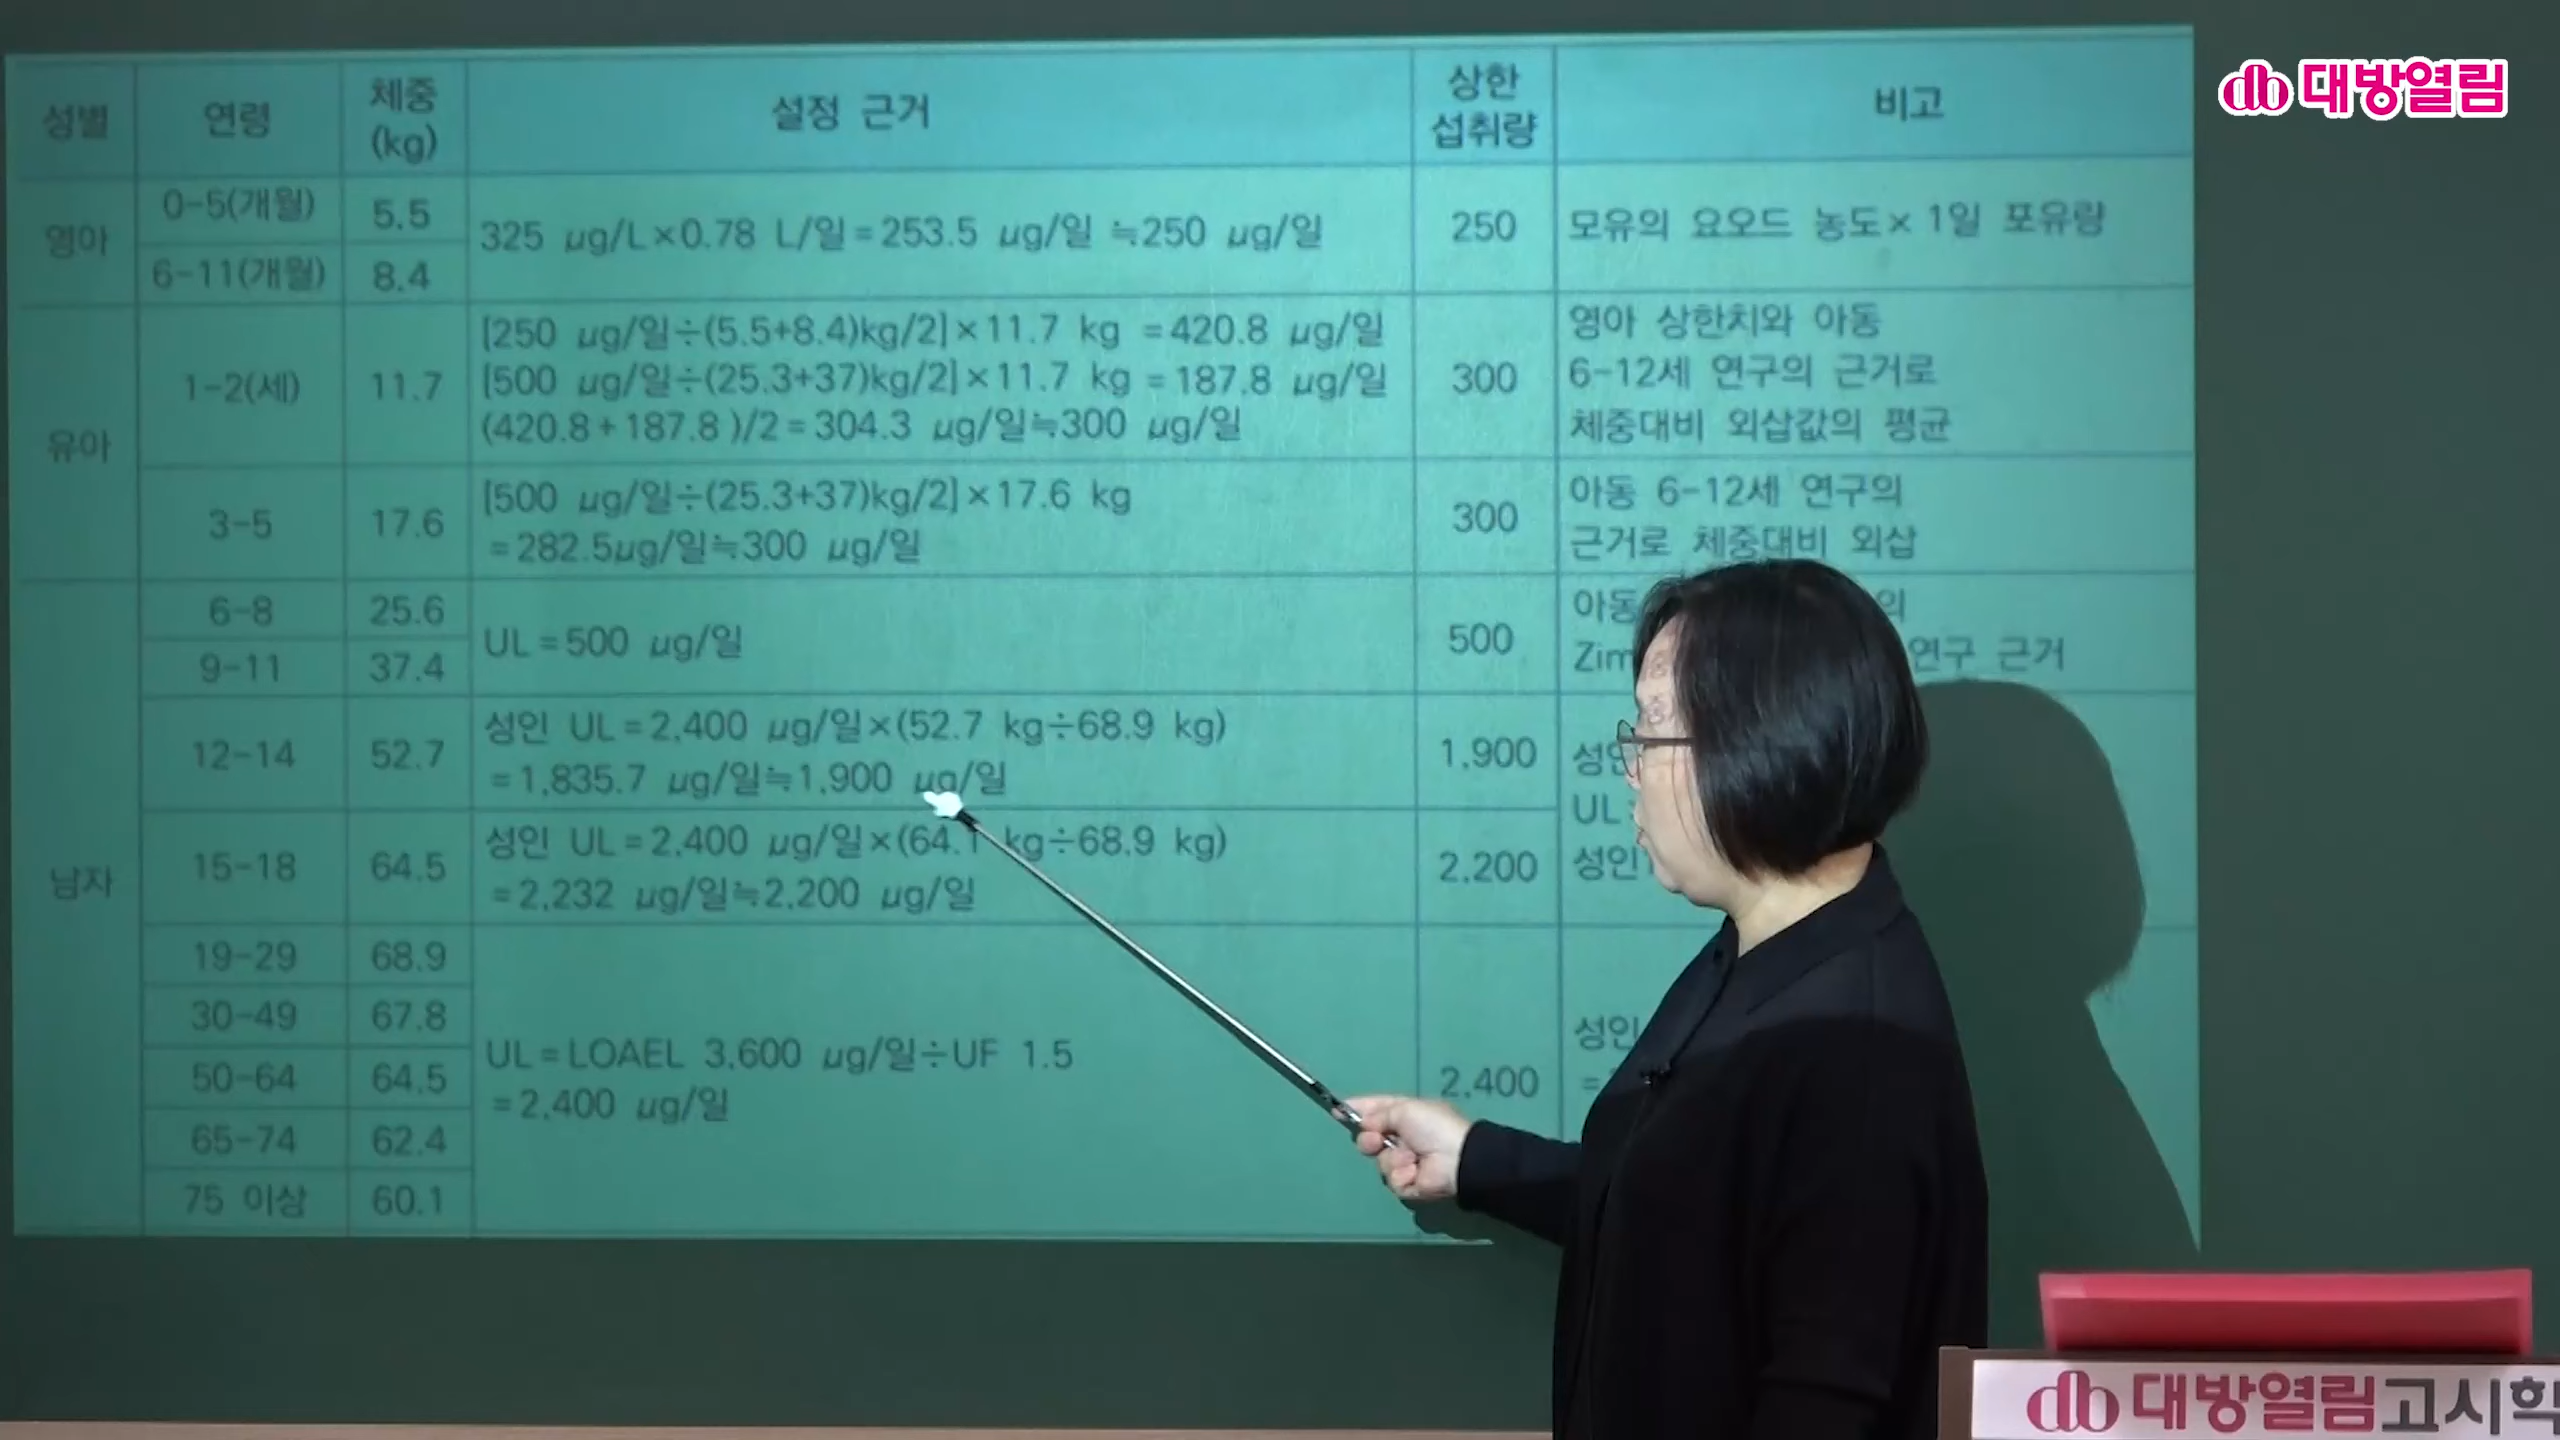 대방열림
성별 연령 체중 (kg) 설정 근거 상한 섭취량 비고
영아 0-5(개월) 5.5 325 µg/L×0.78 L/일=253.5 µg/일 ≒250 µg/일 250 모유의 요오드 농도×1일 포유량
6-11(개월) 8.4
유아 1-2(세) 11.7 [250 µg/일÷(5.5+8.4)kg/2]×11.7 kg =420.8 µg/일 300 영아 상한치와 아동
[500 µg/일÷(25.3+37)kg/2]×11.7 kg =187.8 µg/일 6-12세 연구의 근거로
(420.8+187.8 )/2=304.3 µg/일≒300 µg/일 체중대비 외삽값의 평균
3-5 17.6 [500 µg/일÷(25.3+37)kg/2]×17.6 kg 300 아동 6-12세 연구의
=282.5µg/일≒300 µg/일 근거로 체중대비 외삽
남자 6-8 25.6 UL=500 µg/일 500 아동 의
9-11 37.4 Zim 연구 근거
12-14 52.7 성인 UL=2,400 µg/일×(52.7 kg÷68.9 kg) 1,900
=1,835.7 µg/일≒1,900 µg/일 UL
15-18 64.5 성인 UL=2,400 µg/일×(64.1 kg÷68.9 kg) 2,200 성인
=2,232 µg/일≒2,200 µg/일
19-29 68.9
30-49 67.8 UL=LOAEL 3,600 µg/일÷UF 1.5 2,400 성인
50-64 64.5 =2,400 µg/일 =
65-74 62.4
75 이상 60.1
대방열림고시학